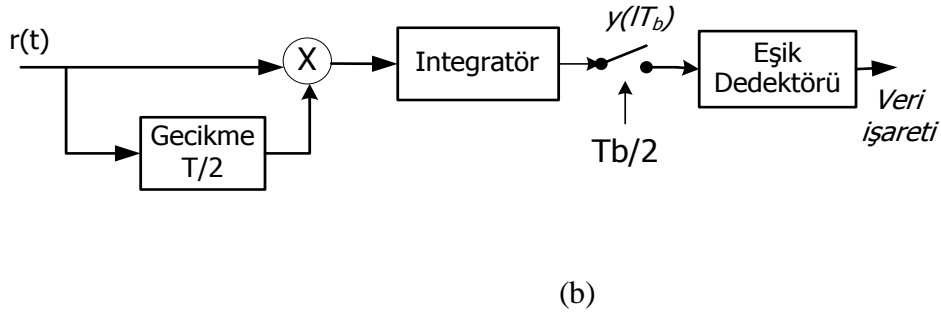 r(t)
X
Integratör
y(lT_b)
Eşik
Dedektörü
Gecikme
T/2
Tb/2
Veri
işareti
(b)